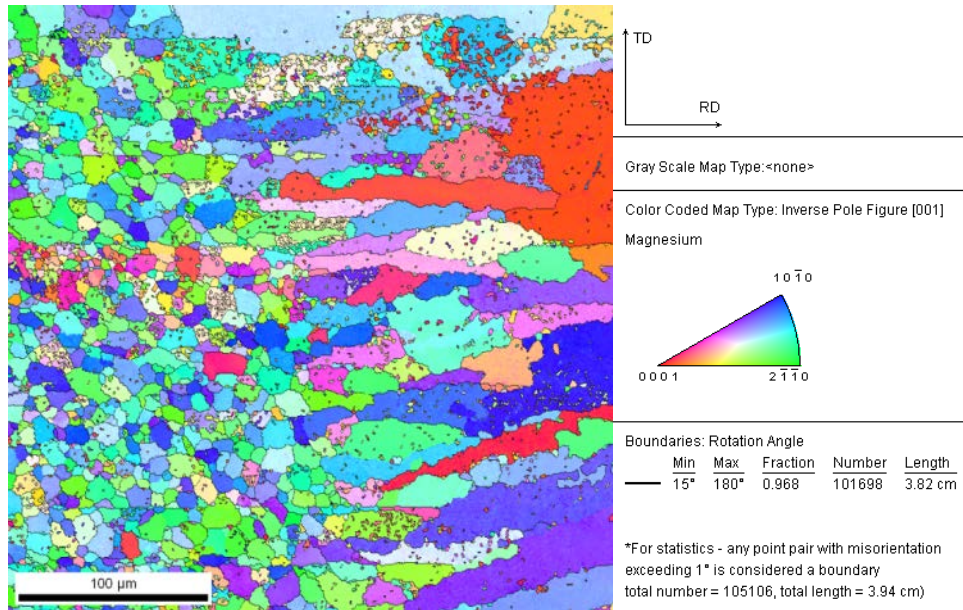 TD
RD
Gray Scale Map Type:<none>
Color Coded Map Type: Inverse Pole Figure [001]
Magnesium
1 0 1̄ 0
0 0 0 1
2 1̄ 1̄ 0
Boundaries: Rotation Angle
Min Max Fraction Number Length
15° 180° 0.968 101698 3.82 cm
*For statistics - any point pair with misorientation
exceeding 1° is considered a boundary
total number = 105106, total length = 3.94 cm)
100 µm